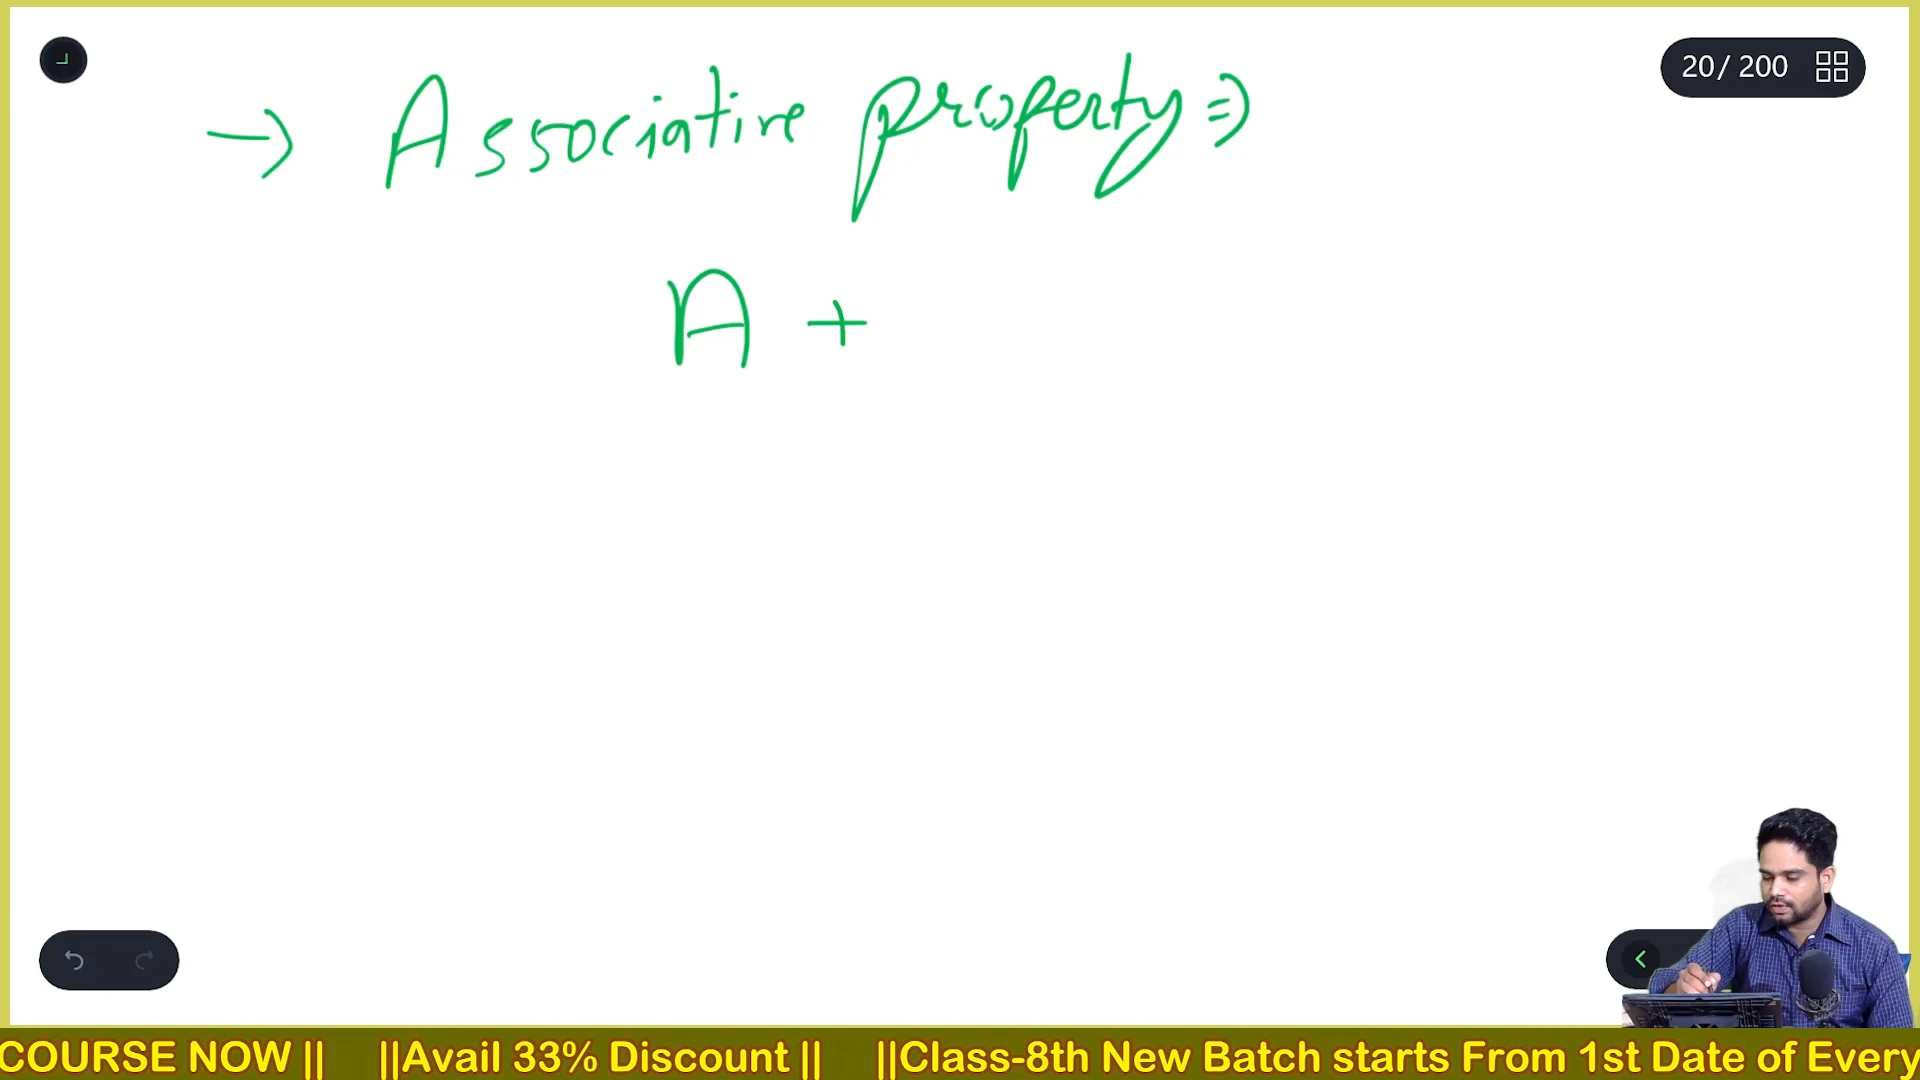 20/ 200
→ Associative property ⇒
A +
COURSE NOW || ||Avail 33% Discount || ||Class-8th New Batch starts From 1st Date of Every